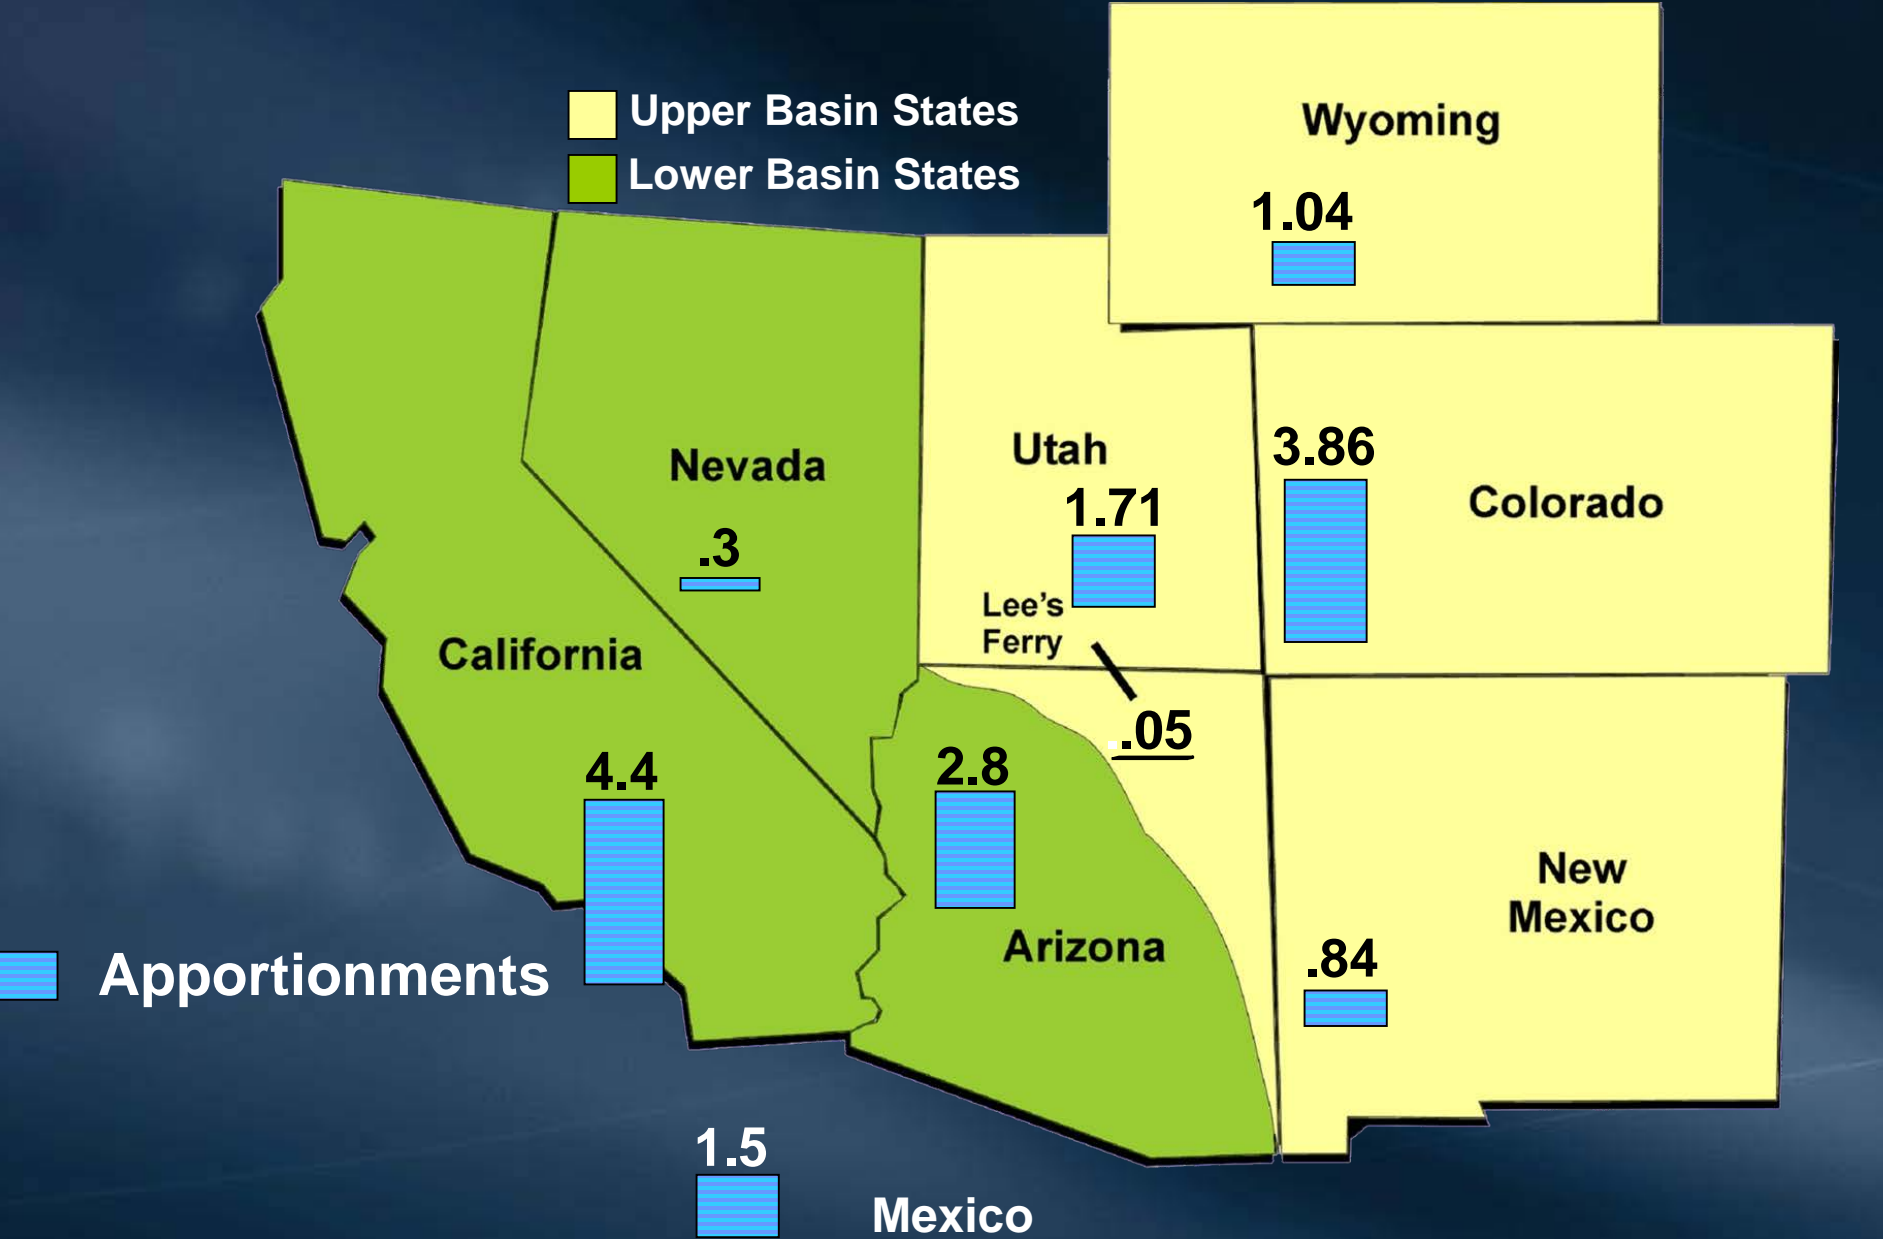 Upper Basin States
Lower Basin States
Wyoming
1.04
Utah
1.71
3.86
Colorado
Nevada
.3
Lee's
Ferry
California
.05
4.4
2.8
Arizona
New
Mexico
.84
Apportionments
1.5
Mexico